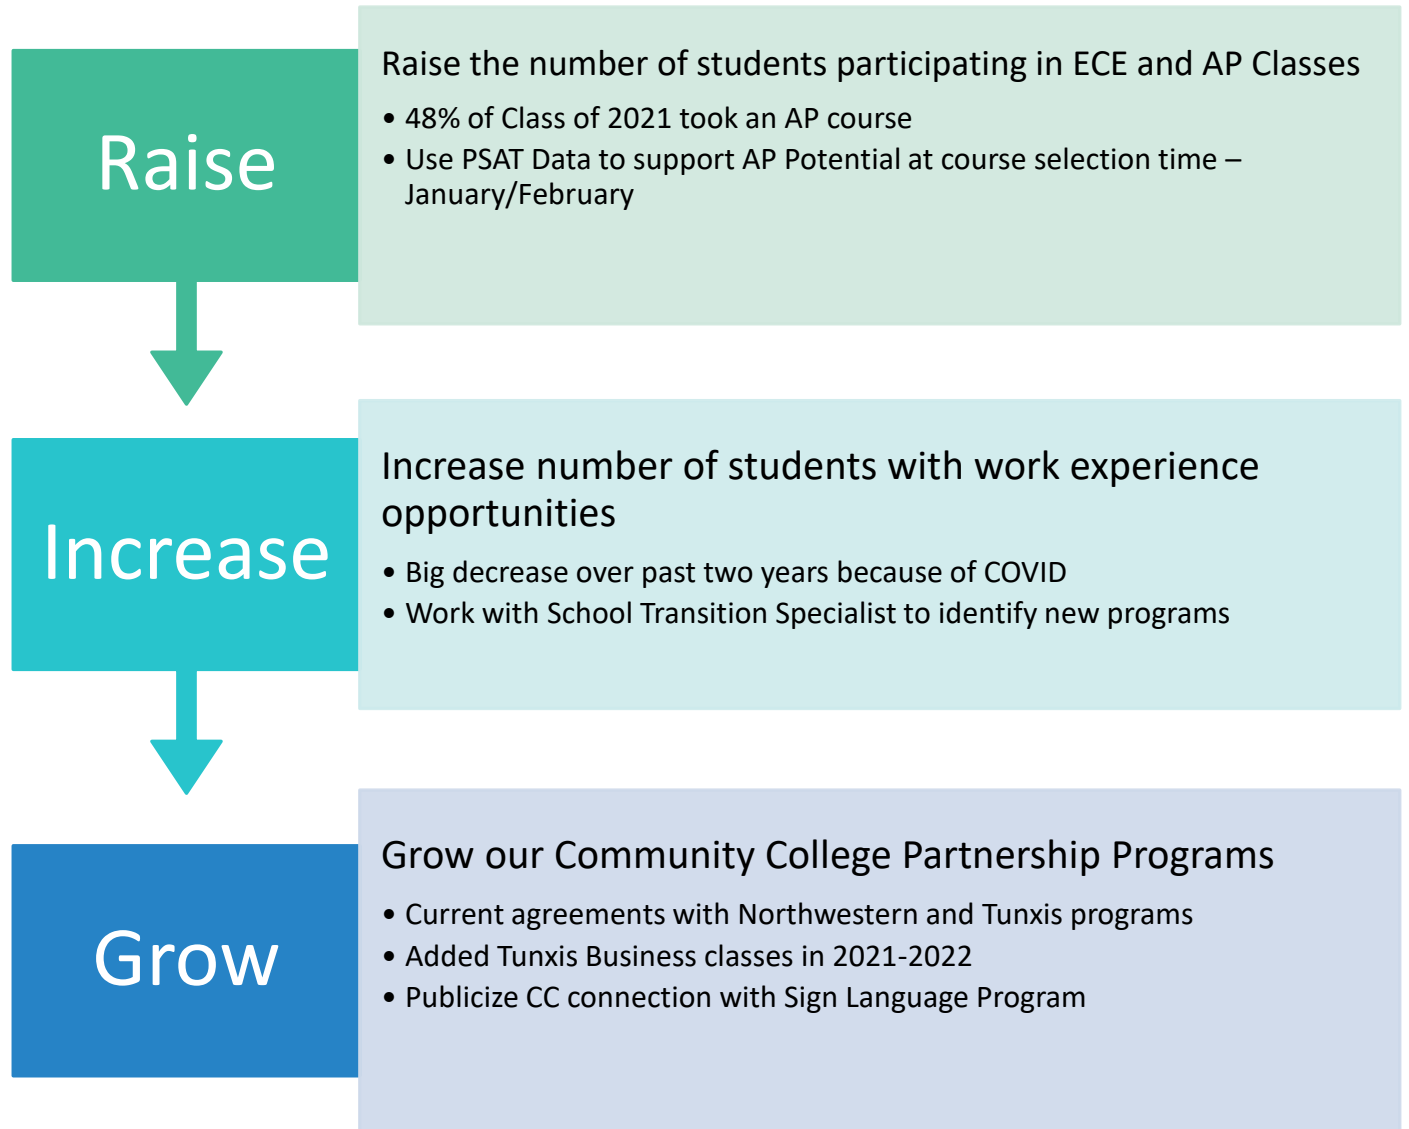 Raise
Raise the number of students participating in ECE and AP Classes
• 48% of Class of 2021 took an AP course
• Use PSAT Data to support AP Potential at course selection time –
January/February
Increase
Increase number of students with work experience
opportunities
• Big decrease over past two years because of COVID
• Work with School Transition Specialist to identify new programs
Grow
Grow our Community College Partnership Programs
• Current agreements with Northwestern and Tunxis programs
• Added Tunxis Business classes in 2021-2022
• Publicize CC connection with Sign Language Program